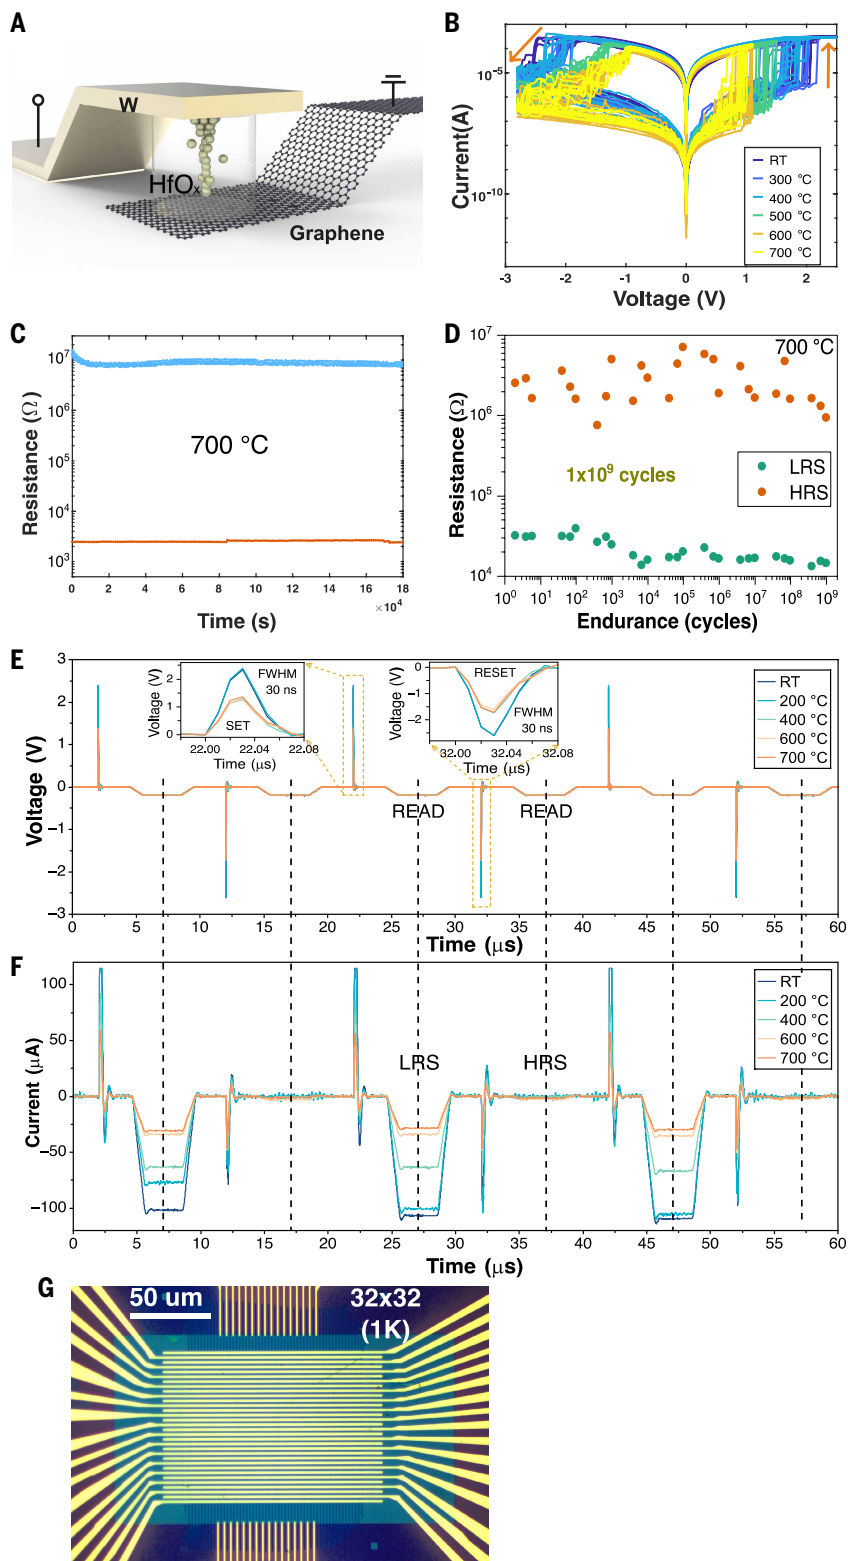 A
W
HfOx
Graphene
B
Current(A)
10⁻⁵
10⁻¹⁰
RT
300 °C
400 °C
500 °C
600 °C
700 °C
-3
-2
-1
0
1
2
Voltage (V)
C
Resistance (Ω)
10⁷
10⁶
10⁵
10⁴
10³
700 °C
0 2 4 6 8 10 12 14 16 18
×10⁴
Time (s)
D
Resistance (Ω)
10⁷
10⁶
10⁵
10⁴
700 °C
1x10⁹ cycles
LRS
HRS
10⁰ 10¹ 10² 10³ 10⁴ 10⁵ 10⁶ 10⁷ 10⁸ 10⁹
Endurance (cycles)
E
Voltage (V)
3
2
1
0
−1
−2
−3
Voltage (V)
2
1
0
FWHM
30 ns
SET
22.00 22.04 22.08
Time (µs)
Voltage (V)
0
−1
−2
RESET
FWHM
30 ns
32.00 32.04 32.08
Time (µs)
RT
200 °C
400 °C
600 °C
700 °C
READ
READ
0 5 10 15 20 25 30 35 40 45 50 55 60
Time (µs)
F
Current (µA)
100
50
0
−50
−100
LRS
HRS
RT
200 °C
400 °C
600 °C
700 °C
0 5 10 15 20 25 30 35 40 45 50 55 60
Time (µs)
G
50 um
32x32
(1K)